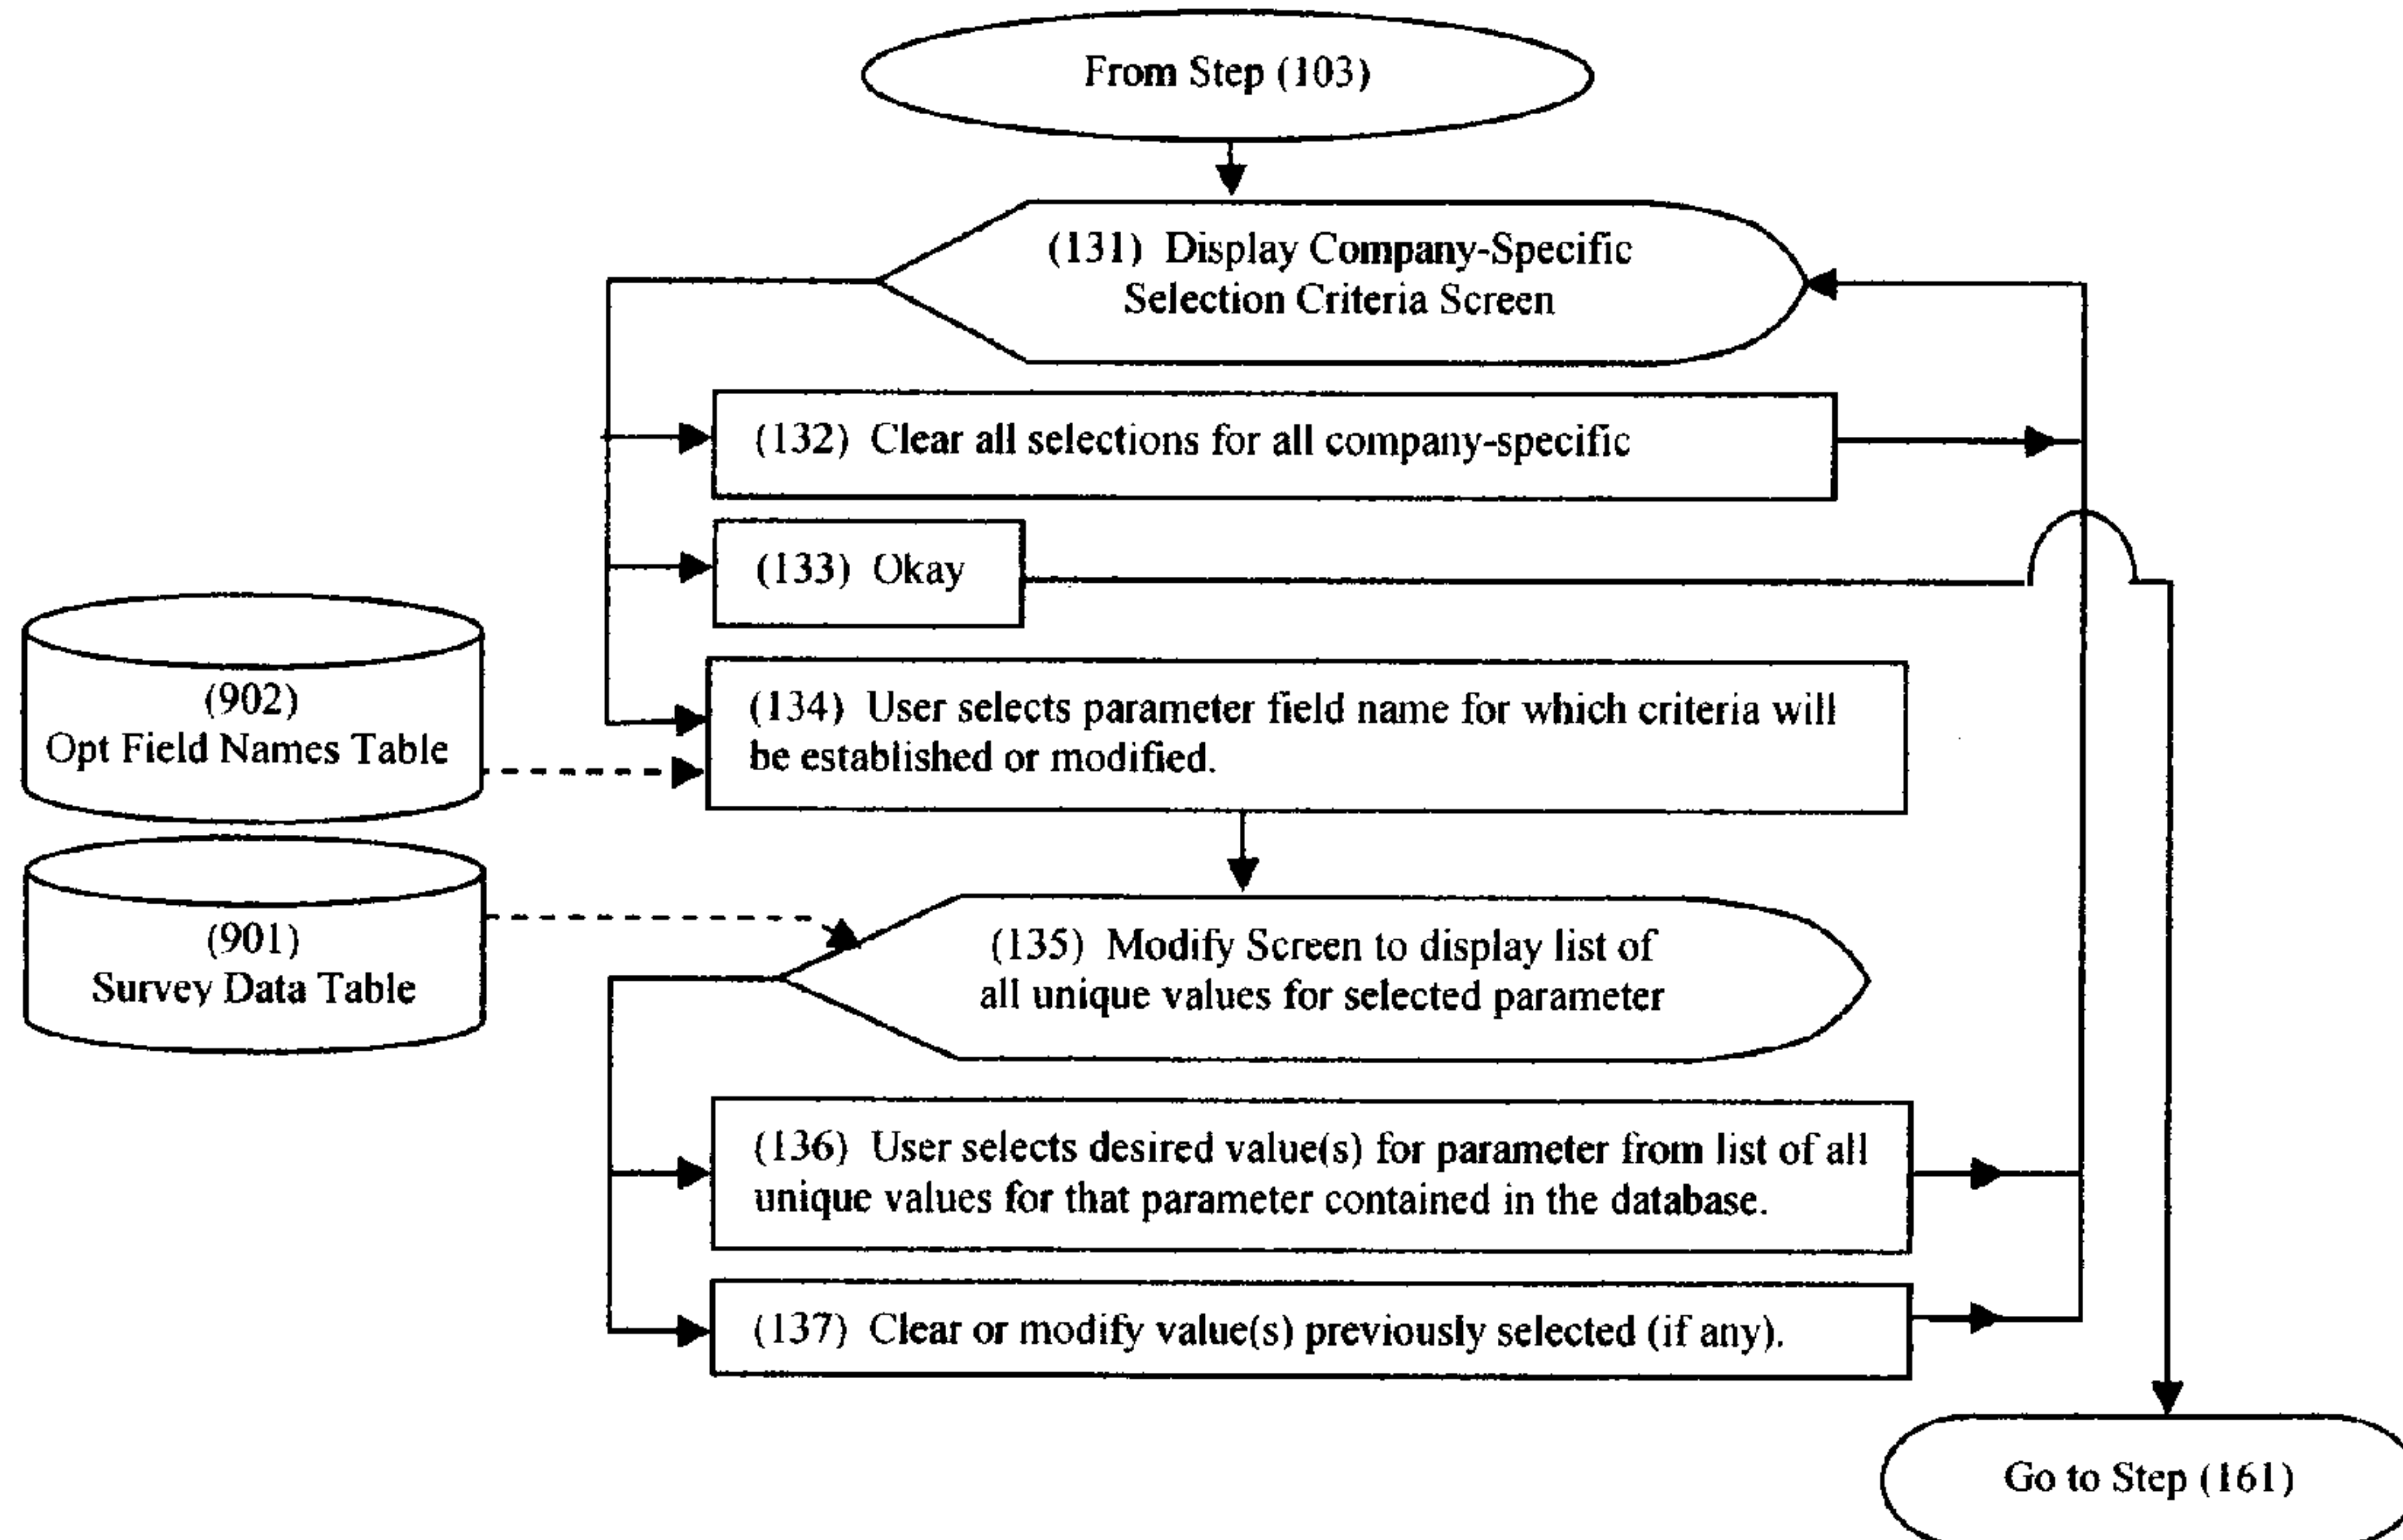 From Step (103)
(131) Display Company-Specific
Selection Criteria Screen
(132) Clear all selections for all company-specific
(133) Okay
(902)
Opt Field Names Table
(134) User selects parameter field name for which criteria will
be established or modified.
(901)
Survey Data Table
(135) Modify Screen to display list of
all unique values for selected parameter
(136) User selects desired value(s) for parameter from list of all
unique values for that parameter contained in the database.
(137) Clear or modify value(s) previously selected (if any).
Go to Step (161)